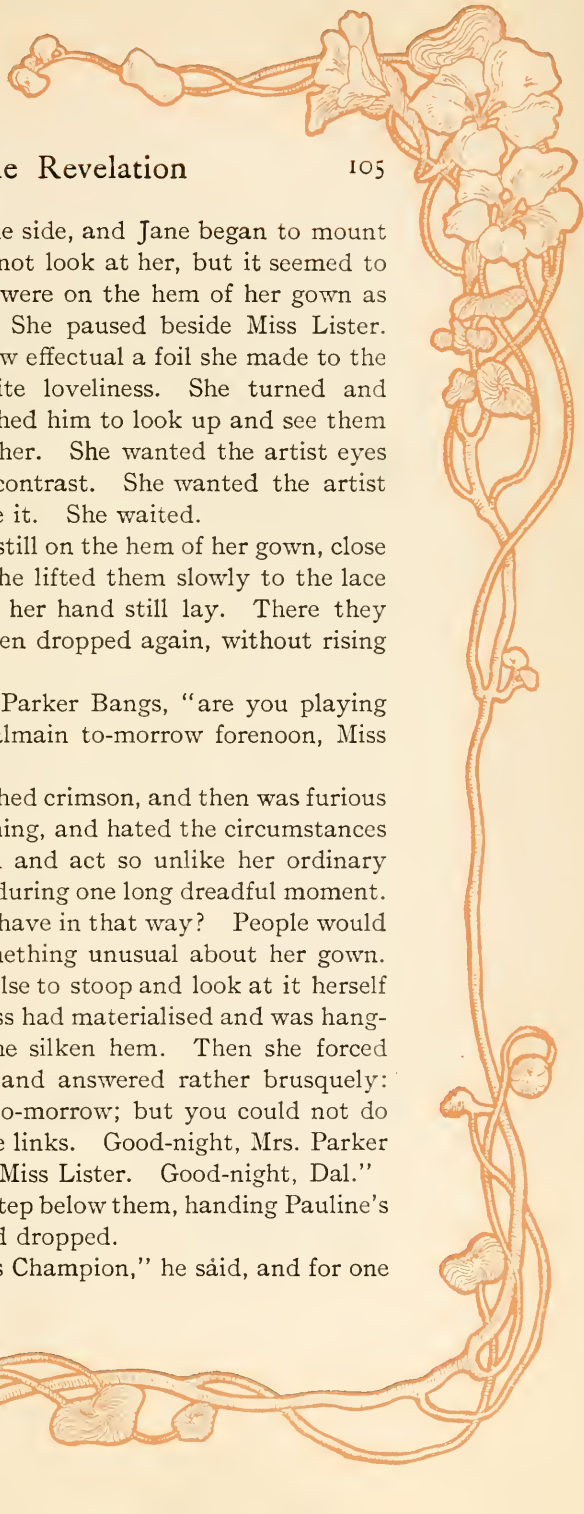 e Revelation 105
e side, and Jane began to mount
not look at her, but it seemed to
were on the hem of her gown as
She paused beside Miss Lister.
w effectual a foil she made to the
ite loveliness. She turned and
hed him to look up and see them
her. She wanted the artist eyes
contrast. She wanted the artist
e it. She waited.
still on the hem of her gown, close
he lifted them slowly to the lace
her hand still lay. There they
en dropped again, without rising
Parker Bangs, “are you playing
lmain to-morrow forenoon, Miss
hed crimson, and then was furious
ning, and hated the circumstances
and act so unlike her ordinary
during one long dreadful moment.
have in that way? People would
nething unusual about her gown.
lse to stoop and look at it herself
ss had materialised and was hang-
ne silken hem. Then she forced
and answered rather brusquely:
o-morrow; but you could not do
e links. Good-night, Mrs. Parker
Miss Lister. Good-night, Dal.”
tep below them, handing Pauline’s
d dropped.
s Champion,” he said, and for one